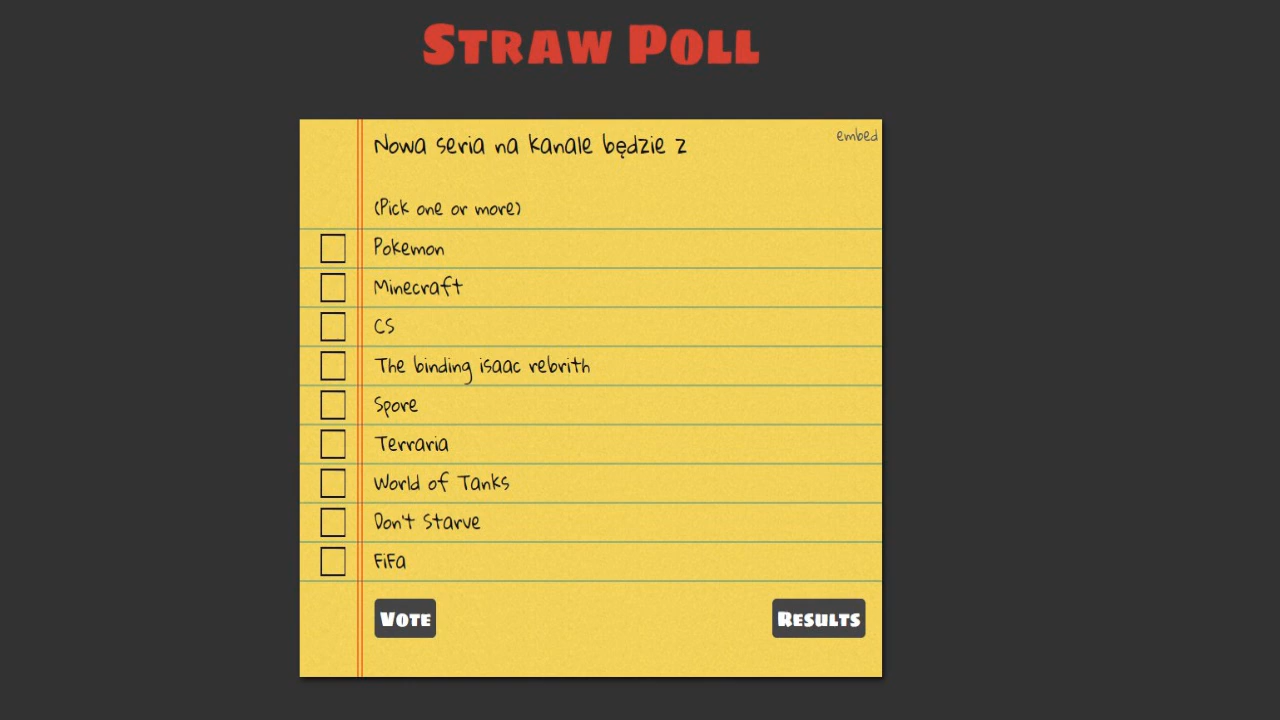 Straw Poll
Nowa seria na kanale będzie z
embed
(Pick one or more)
Pokemon
Minecraft
CS
The binding isaac rebrith
Spore
Terraria
World of Tanks
Don't Starve
FiFa
Vote
Results